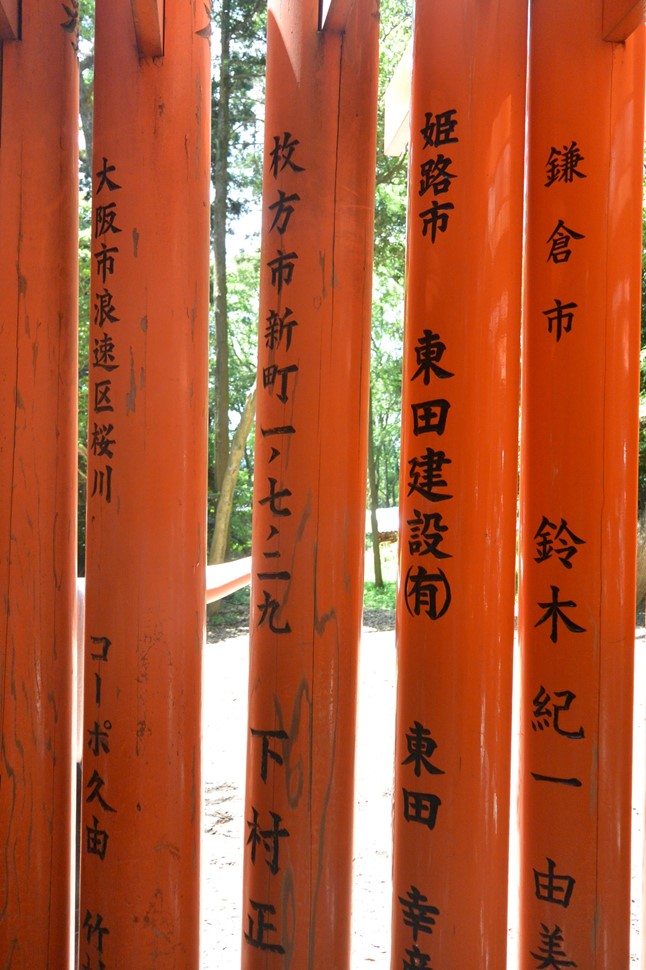 鎌倉市 鈴木紀一 由美
姫路市 東田建設(有) 東田 幸
枚方市新町一ノ七ノ二九 下村正
大阪市浪速区桜川 コーポ久由 竹